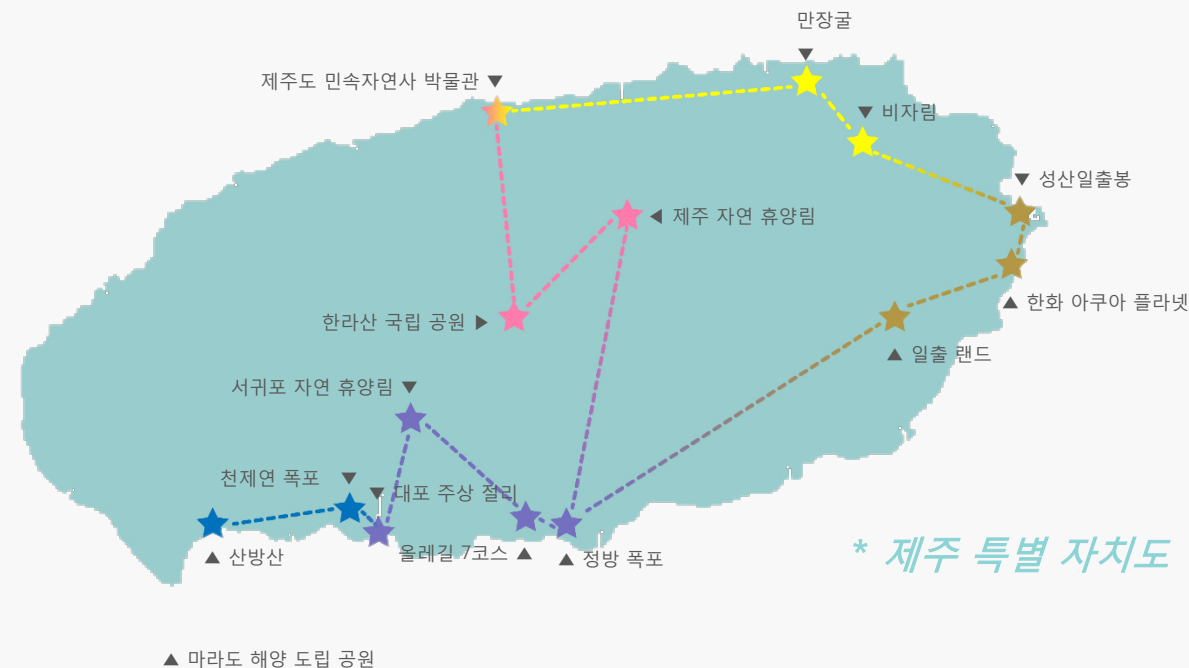 만장굴
제주도 민속자연사 박물관
비자림
성산일출봉
제주 자연 휴양림
한화 아쿠아 플라넷
한라산 국립 공원
일출 랜드
서귀포 자연 휴양림
천제연 폭포
대포 주상 절리
올레길 7코스
산방산
정방 폭포
* 제주 특별 자치도
마라도 해양 도립 공원